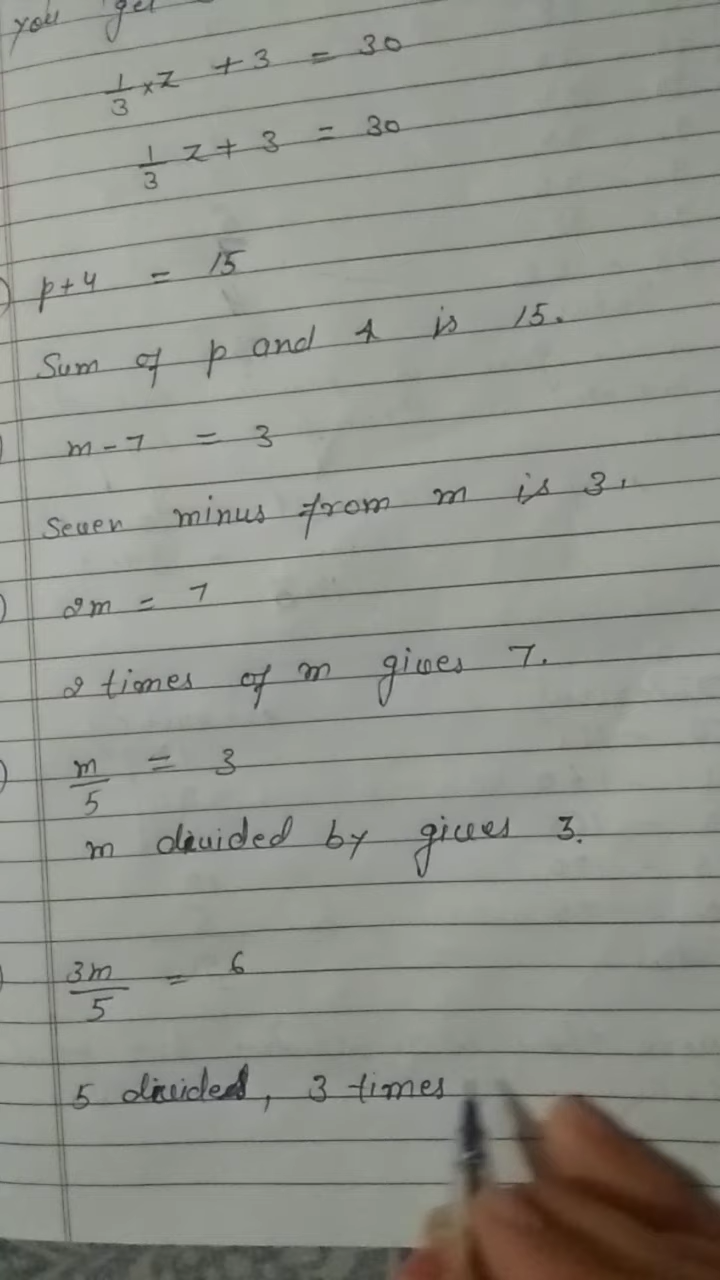 you get
1/3 × z + 3 = 30
1/3 z + 3 = 30
) p+4 = 15
Sum of p and 4 is 15.
) m - 7 = 3
Seven minus from m is 3.
) 2m = 7
2 times of m gives 7.
) m/5 = 3
m divided by gives 3.
) 3m/5 = 6
5 divided, 3 times